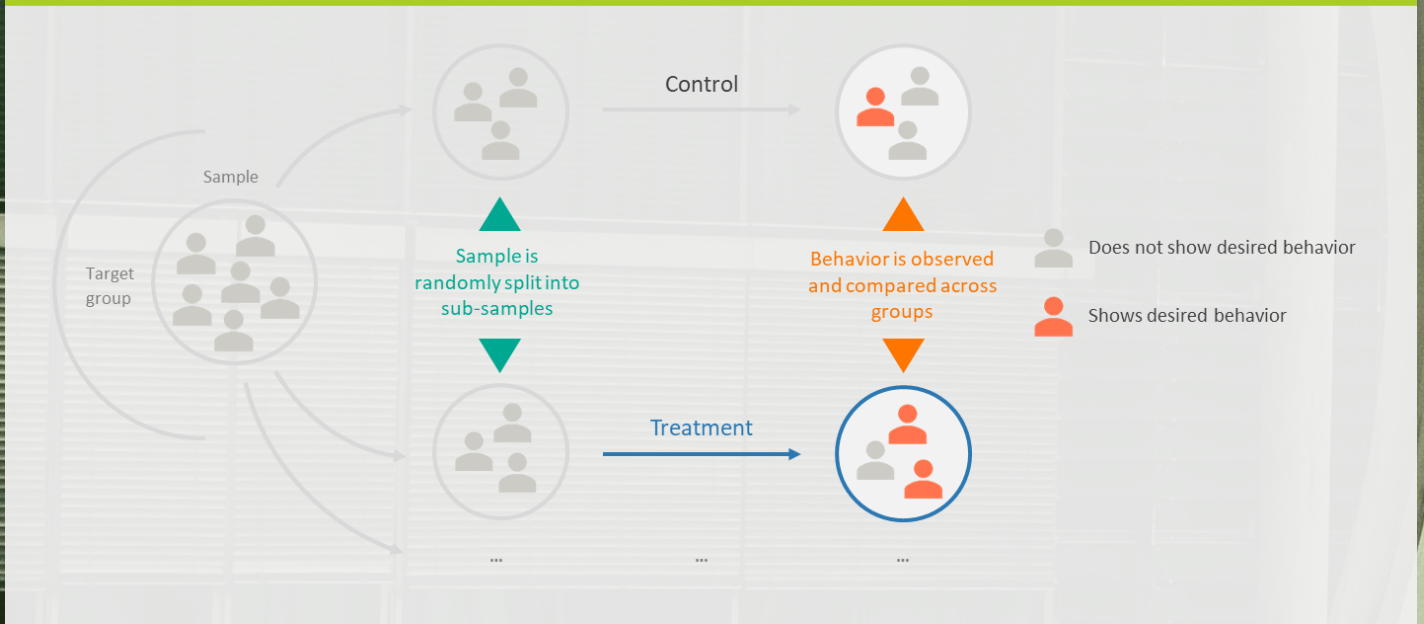 Control
Sample
Target
group
Sample is
randomly split into
sub-samples
Behavior is observed
and compared across
groups
Does not show desired behavior
Shows desired behavior
Treatment
...
...
...